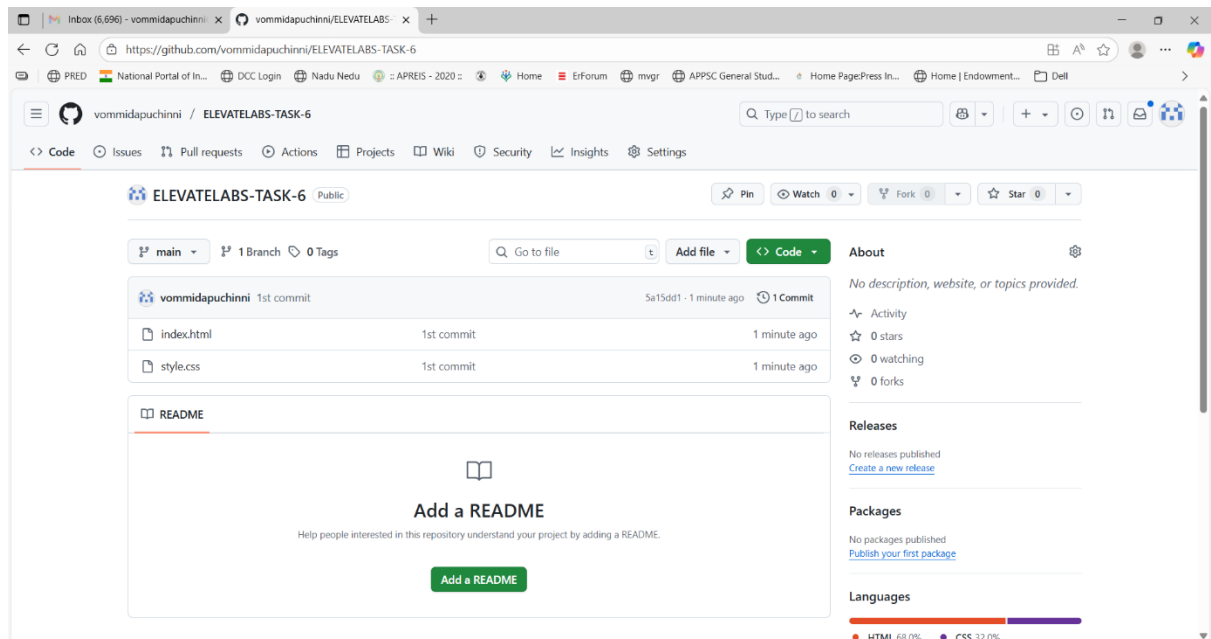 Inbox (6,696) - vommidapuchinni
vommidapuchinni/ELEVATELABS-
https://github.com/vommidapuchinni/ELEVATELABS-TASK-6
PRED National Portal of In... DCC Login Nadu Nedu :: APREIS - 2020 :: Home ErForum mvgr APPSC General Stud... Home Page:Press In... Home | Endowment... Dell
vommidapuchinni / ELEVATELABS-TASK-6 Type / to search
Code Issues Pull requests Actions Projects Wiki Security Insights Settings
ELEVATELABS-TASK-6 Public Pin Watch 0 Fork 0 Star 0
main 1 Branch 0 Tags Go to file t Add file Code
vommidapuchinni 1st commit 5a15dd1 · 1 minute ago 1 Commit
index.html 1st commit 1 minute ago
style.css 1st commit 1 minute ago
README
Add a README
Help people interested in this repository understand your project by adding a README.
Add a README
About
No description, website, or topics provided.
Activity
0 stars
0 watching
0 forks
Releases
No releases published
Create a new release
Packages
No packages published
Publish your first package
Languages
HTML 68.0% CSS 32.0%